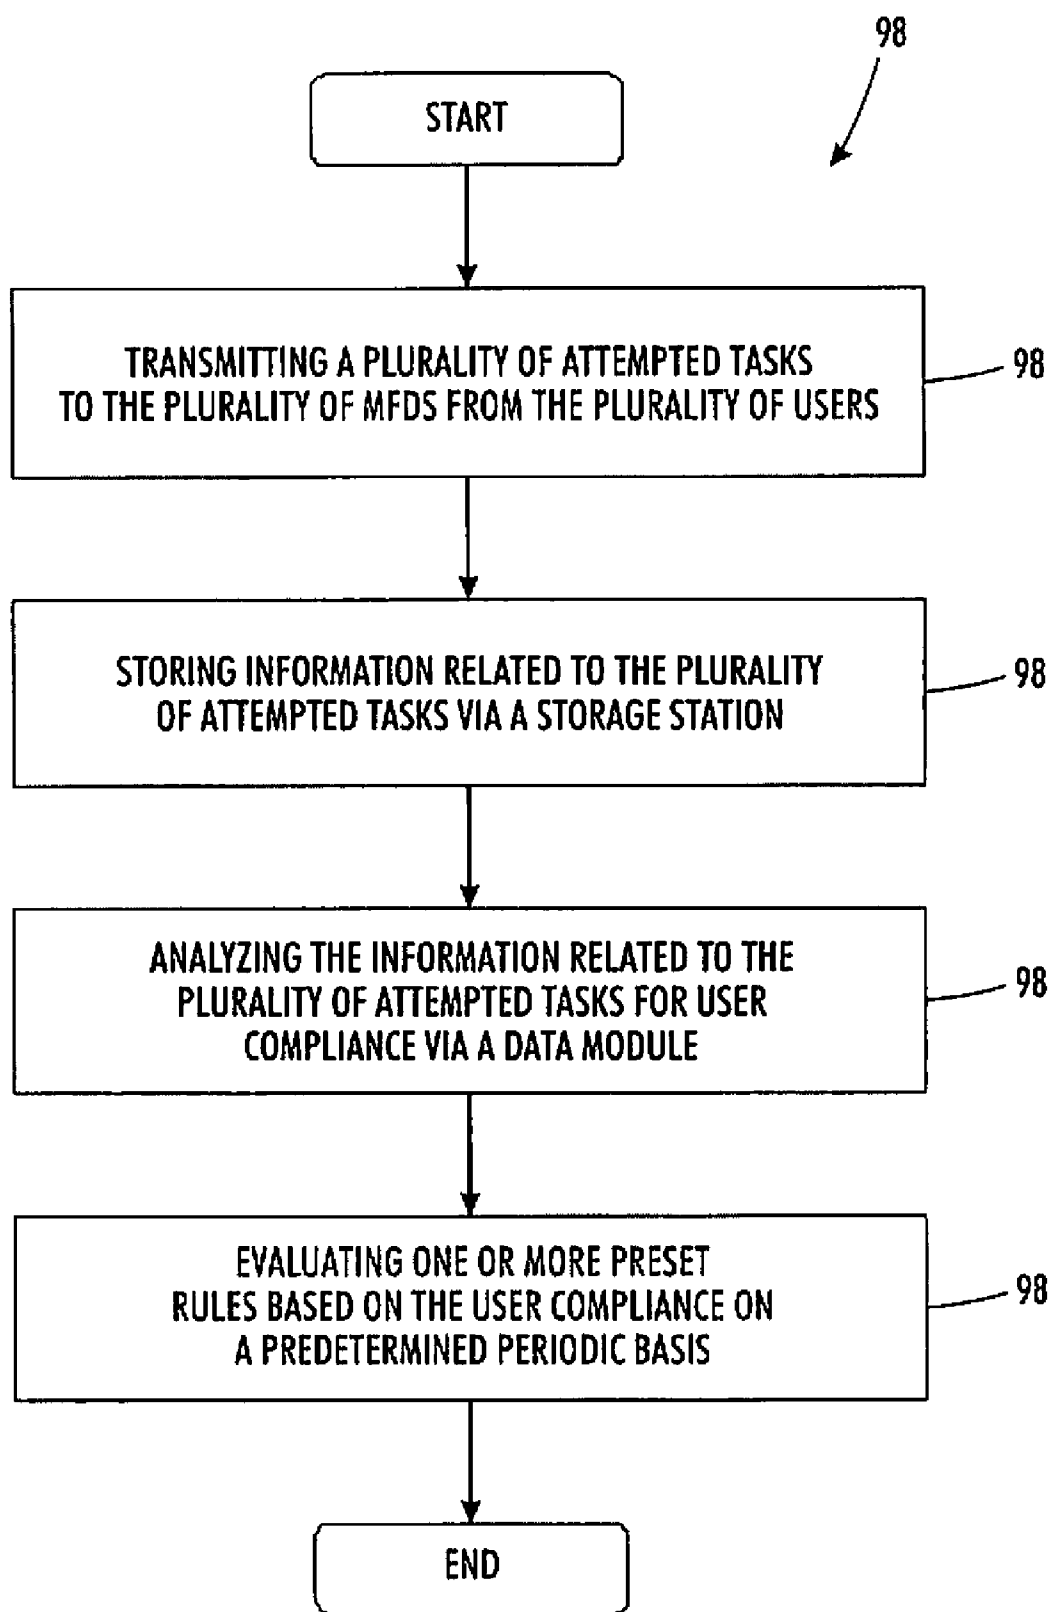 98
START
TRANSMITTING A PLURALITY OF ATTEMPTED TASKS
TO THE PLURALITY OF MFDS FROM THE PLURALITY OF USERS
98
STORING INFORMATION RELATED TO THE PLURALITY
OF ATTEMPTED TASKS VIA A STORAGE STATION
98
ANALYZING THE INFORMATION RELATED TO THE
PLURALITY OF ATTEMPTED TASKS FOR USER
COMPLIANCE VIA A DATA MODULE
98
EVALUATING ONE OR MORE PRESET
RULES BASED ON THE USER COMPLIANCE ON
A PREDETERMINED PERIODIC BASIS
98
END